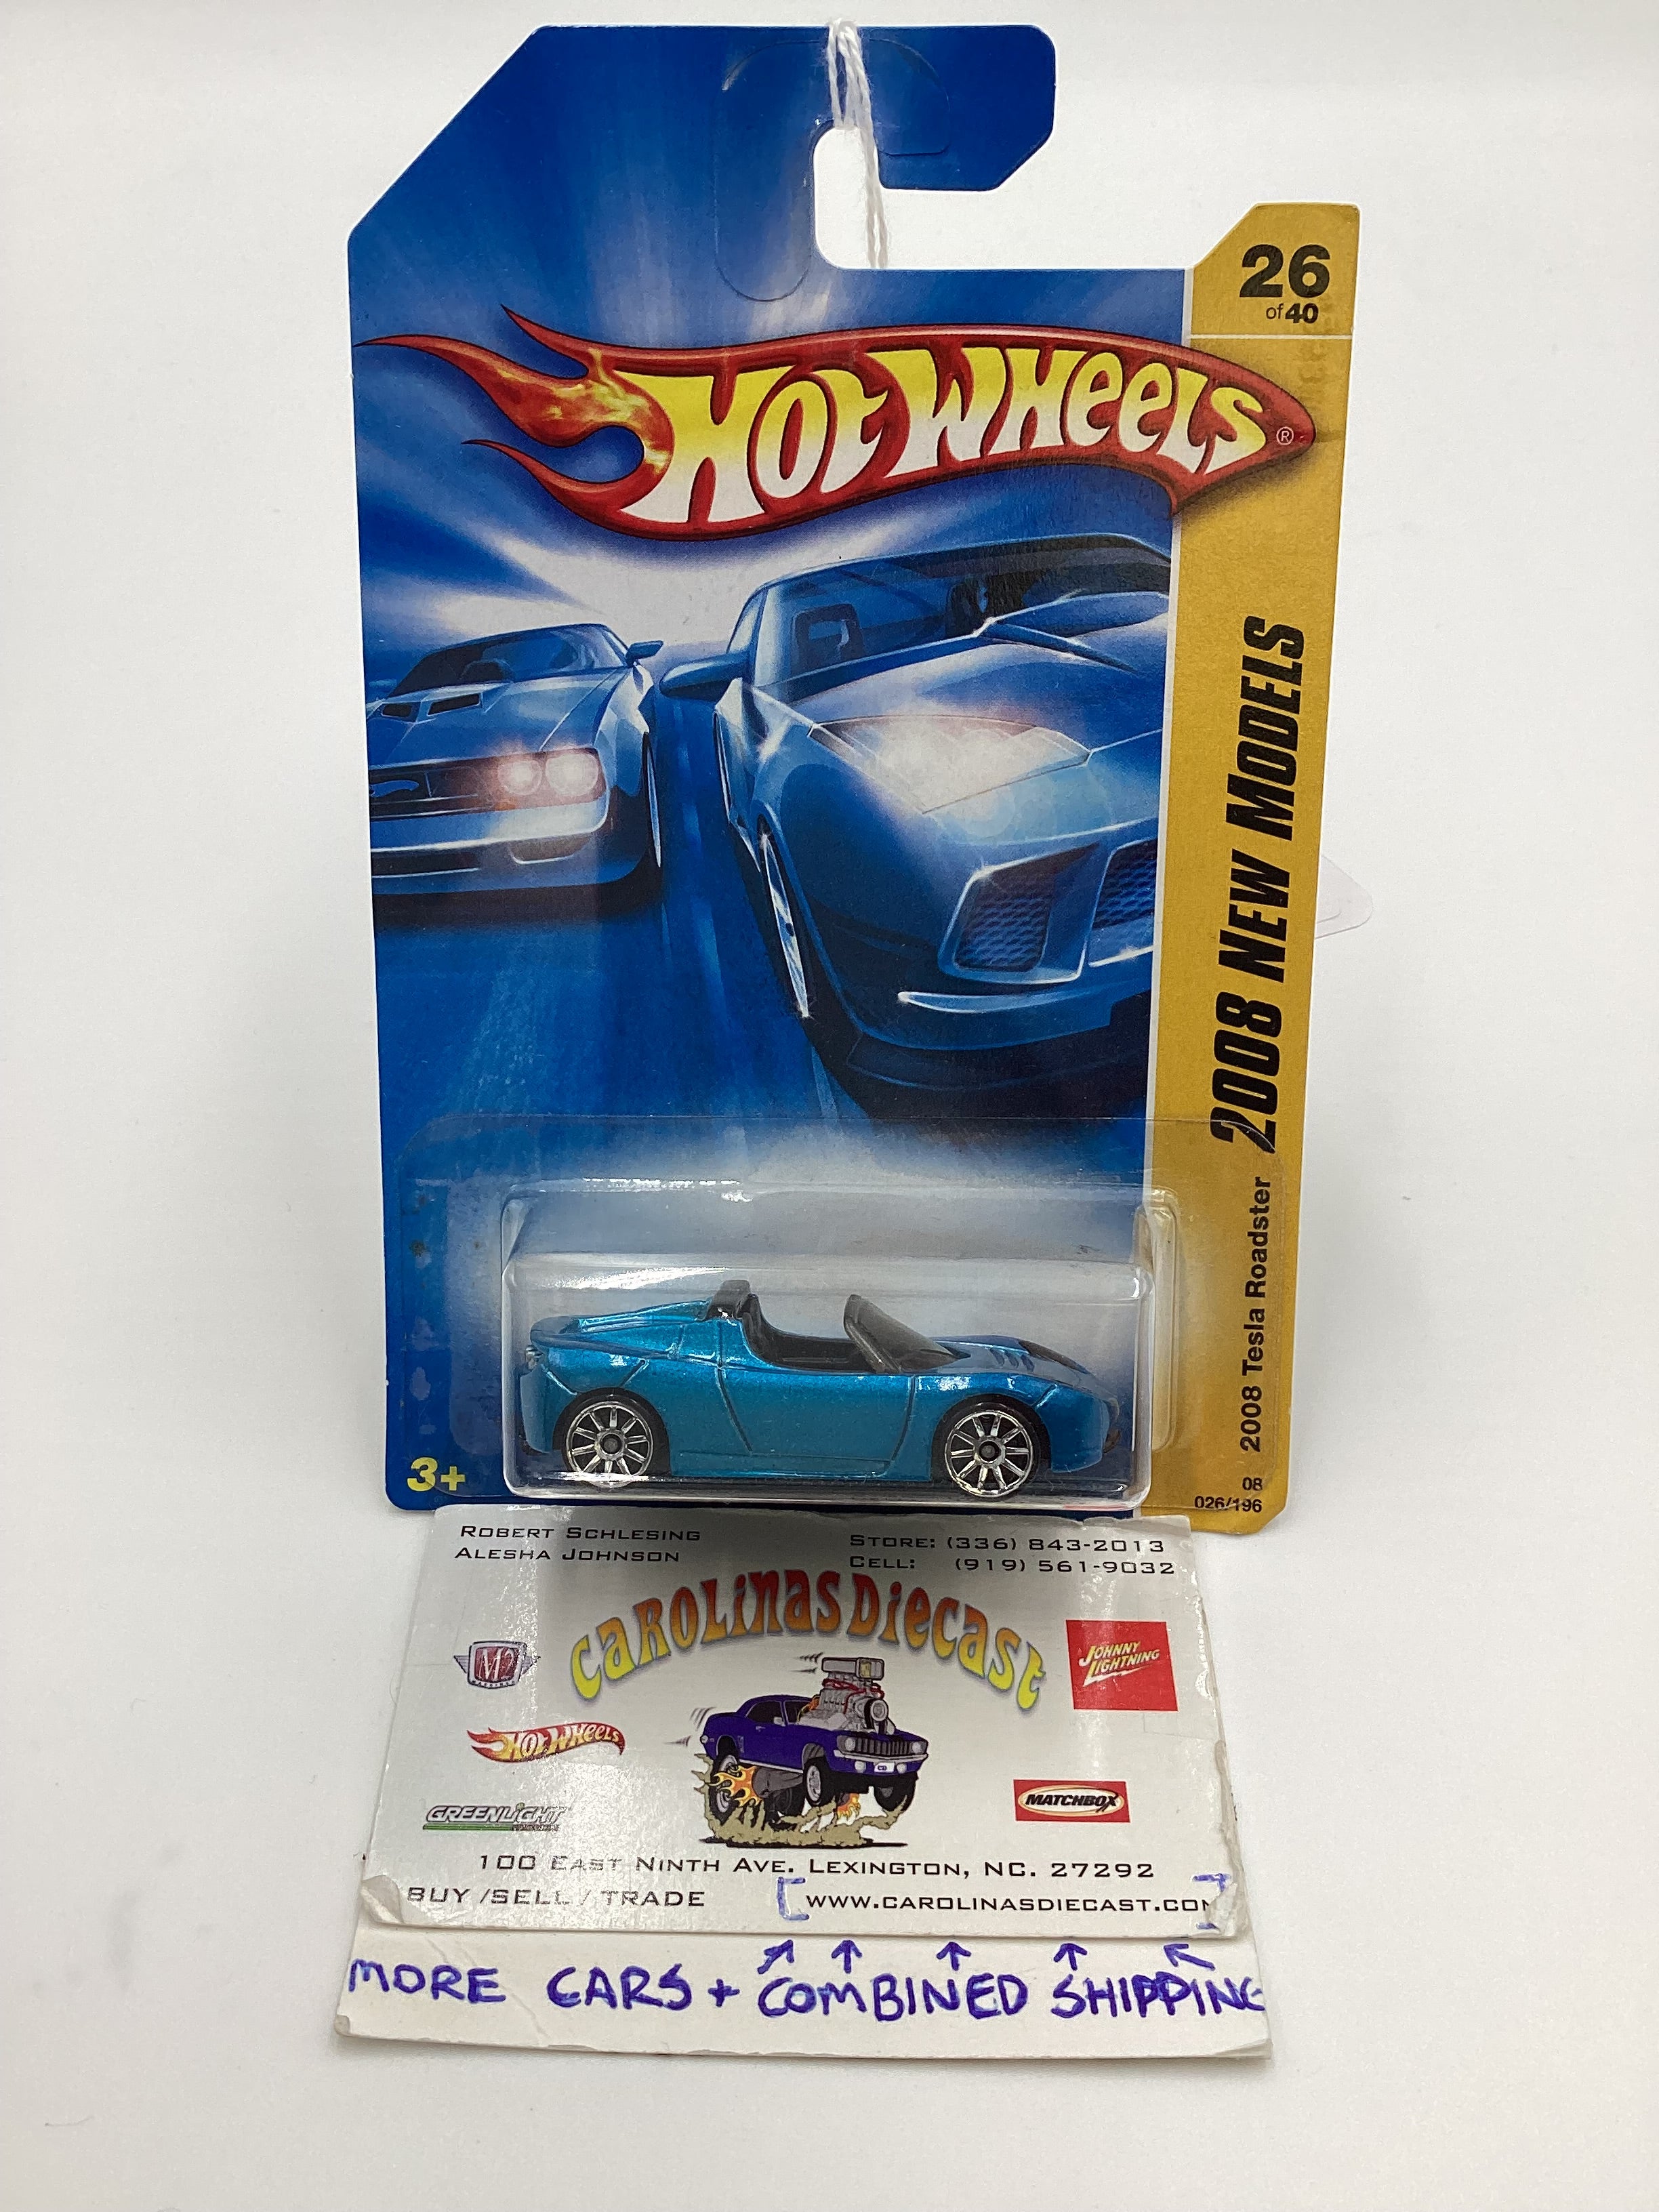 26
of 40
HOT WHEELS ®
2008 NEW MODELS
2008 Tesla Roadster
3+
08
026/196
ROBERT SCHLESING
ALESHA JOHNSON
STORE: (336) 843-2013
CELL: (919) 561-9032
CAROLINAS DIECAST
M2
JOHNNY
LIGHTNING
HOT WHEELS
GREENLIGHT
MATCHBOX
100 EAST NINTH AVE. LEXINGTON, NC. 27292
BUY / SELL / TRADE [WWW.CAROLINASDIECAST.COM]
MORE CARS + COMBINED SHIPPING